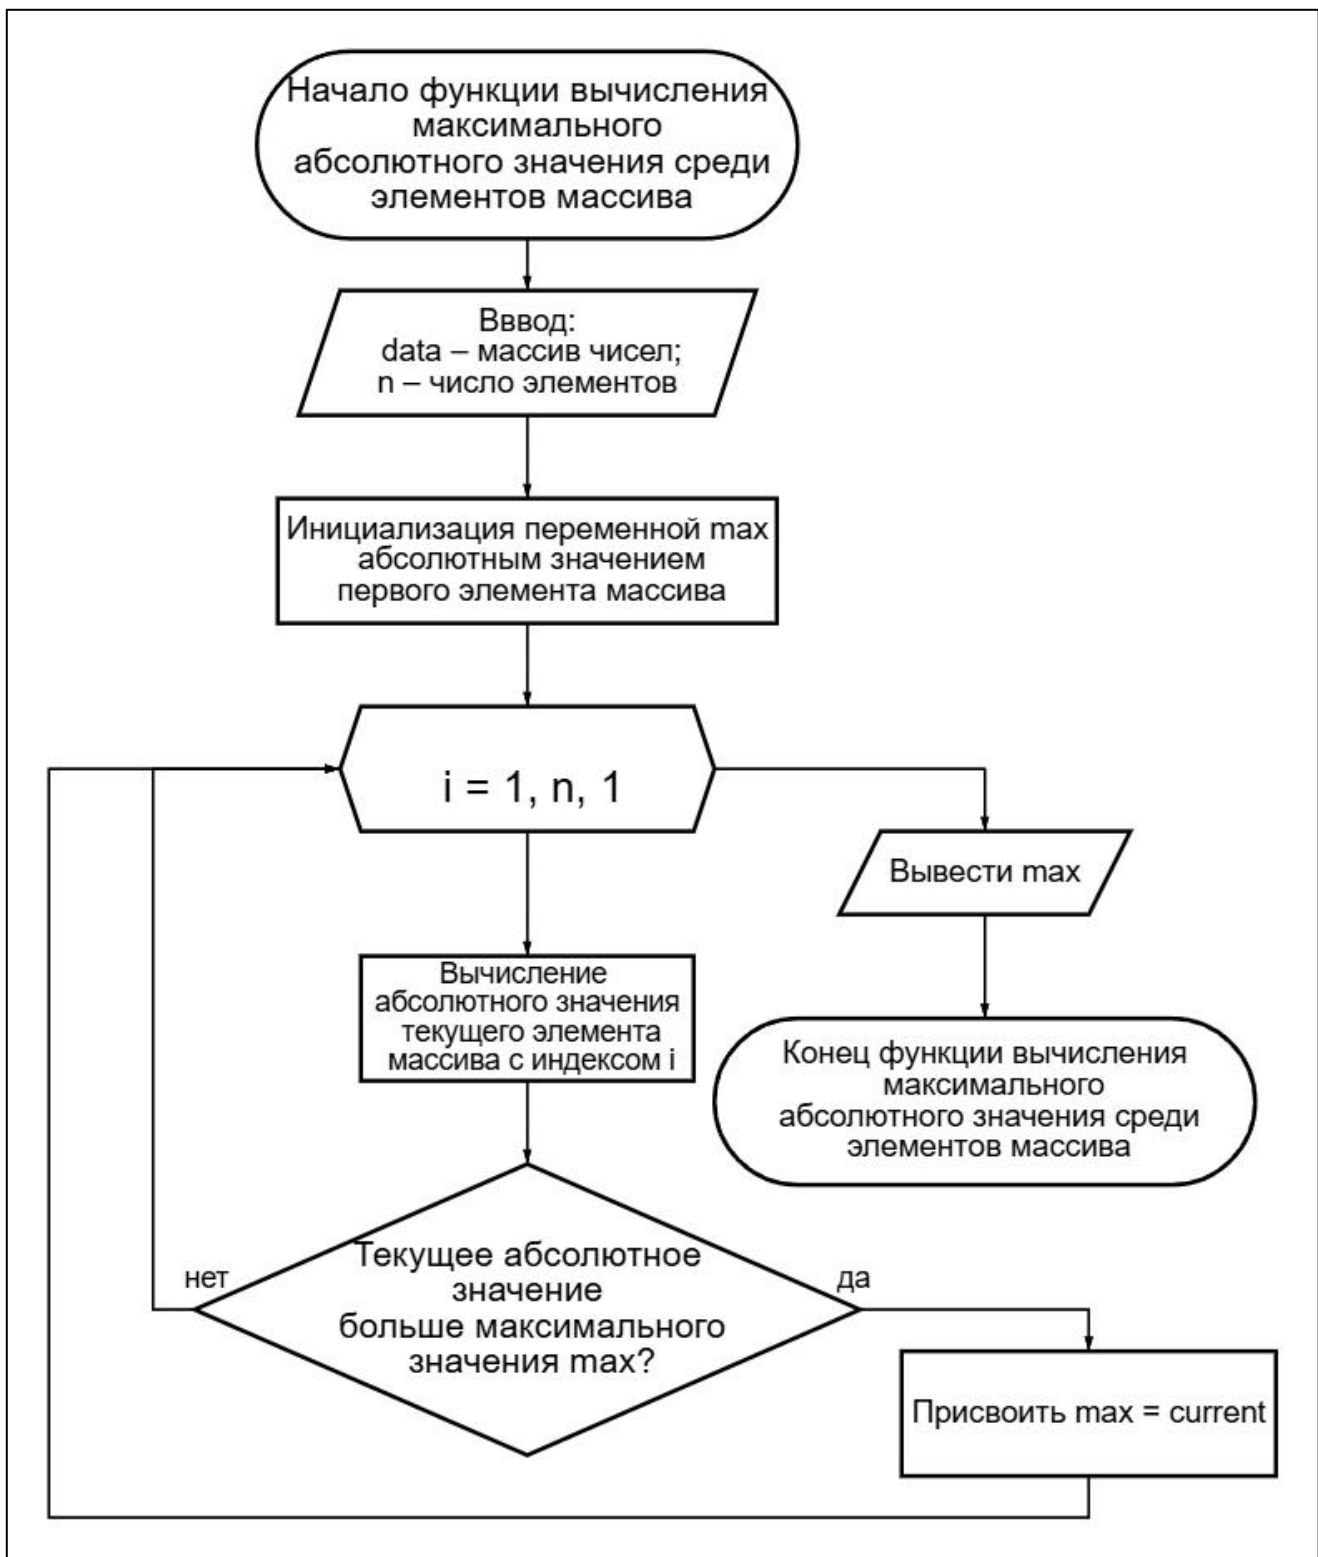 Начало функции вычисления
максимального
абсолютного значения среди
элементов массива
Вввод:
data – массив чисел;
n – число элементов
Инициализация переменной max
абсолютным значением
первого элемента массива
i = 1, n, 1
Вывести max
Вычисление
абсолютного значения
текущего элемента
массива с индексом i
Конец функции вычисления
максимального
абсолютного значения среди
элементов массива
Текущее абсолютное
значение
больше максимального
значения max?
нет
да
Присвоить max = current